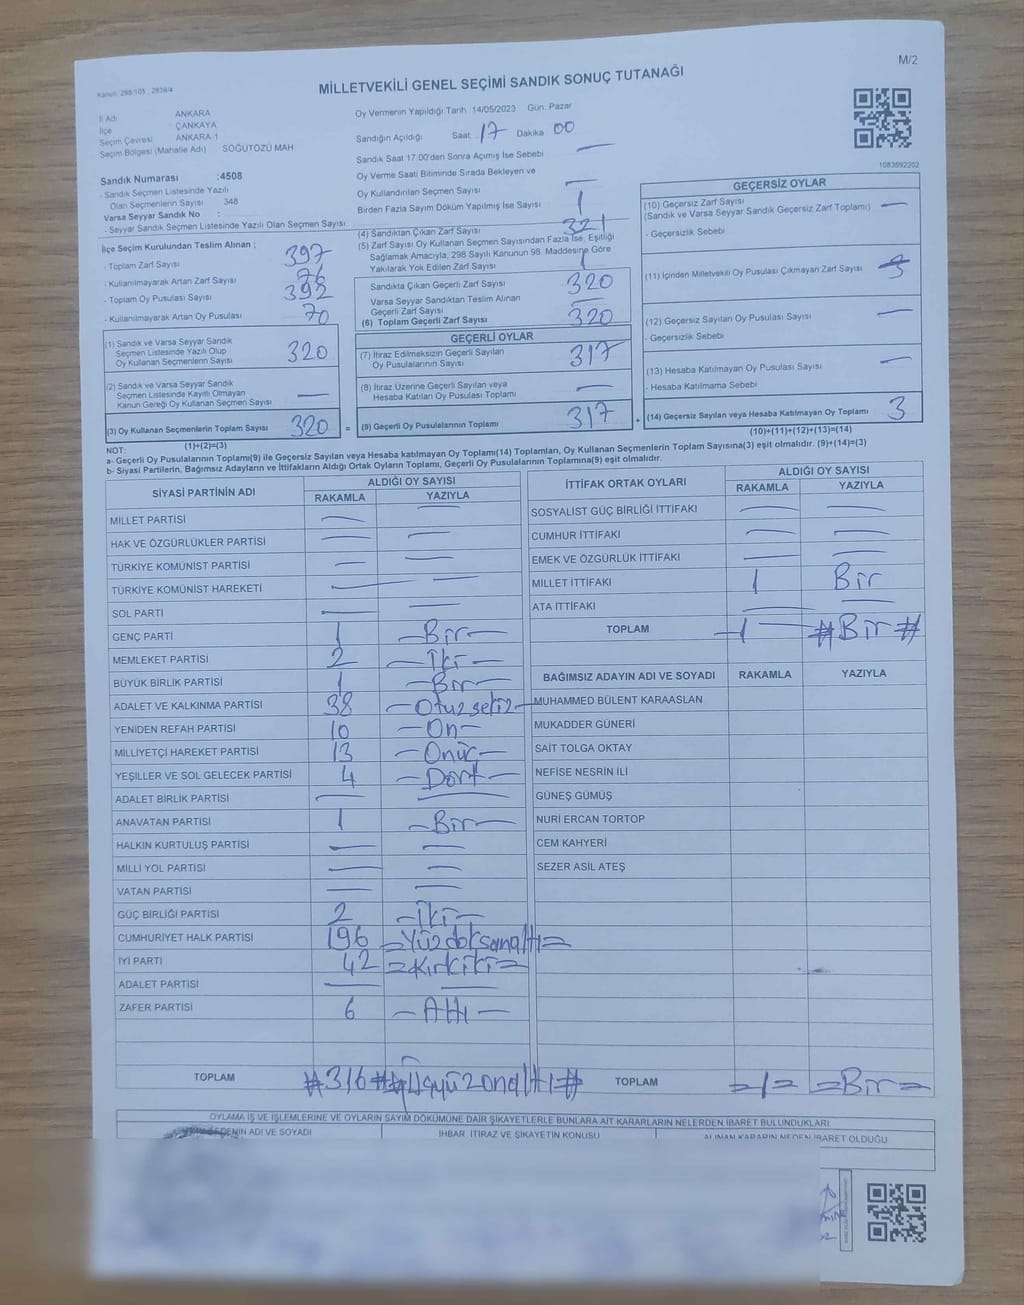 M/2
Kanun: 298/105 , 2839/4
MİLLETVEKİLİ GENEL SEÇİMİ SANDIK SONUÇ TUTANAĞI
İl Adı ANKARA
İlçe ÇANKAYA
Seçim Çevresi ANKARA-1
Seçim Bölgesi (Mahalle Adı) SÖĞÜTÖZÜ MAH
Sandık Numarası :4508
- Sandık Seçmen Listesinde Yazılı
Olan Seçmenlerin Sayısı 348
Varsa Seyyar Sandık No :
- Seyyar Sandık Seçmen Listesinde Yazılı Olan Seçmen Sayısı:
Oy Vermenin Yapıldığı Tarih 14/05/2023 Gün. Pazar
Sandığın Açıldığı Saat 17 Dakika 00
Sandık Saat 17.00'den Sonra Açımış İse Sebebi —
Oy Verme Saati Bitiminde Sırada Bekleyen ve
Oy Kullandırılan Seçmen Sayısı —
Birden Fazla Sayım Döküm Yapılmış İse Sayısı 1
(4) Sandıktan Çıkan Zarf Sayısı 321
(5) Zarf Sayısı Oy Kullanan Seçmen Sayısından Fazla İse, Eşitliği
Sağlamak Amacıyla, 298 Sayılı Kanunun 98. Maddesine Göre
Yakılarak Yok Edilen Zarf Sayısı 1
Sandıkta Çıkan Geçerli Zarf Sayısı 320
Varsa Seyyar Sandıktan Teslim Alınan
Geçerli Zarf Sayısı —
(6) Toplam Geçerli Zarf Sayısı 320
1083692202
GEÇERSİZ OYLAR
(10) Geçersiz Zarf Sayısı —
(Sandık ve Varsa Seyyar Sandık Geçersiz Zarf Toplamı)
- Geçersizlik Sebebi
(11) İçinden Milletvekili Oy Pusulası Çıkmayan Zarf Sayısı 3
(12) Geçersiz Sayılan Oy Pusulası Sayısı —
- Geçersizlik Sebebi
(13) Hesaba Katılmayan Oy Pusulası Sayısı —
- Hesaba Katılmama Sebebi
(14) Geçersiz Sayılan veya Hesaba Katılmayan Oy Toplamı 3
(10)+(11)+(12)+(13)=(14)
İlçe Seçim Kurulundan Teslim Alınan ;
- Toplam Zarf Sayısı 397
- Kullanılmayarak Artan Zarf Sayısı 76
- Toplam Oy Pusulası Sayısı 392
- Kullanılmayarak Artan Oy Pusulası 70
(1) Sandık ve Varsa Seyyar Sandık
Seçmen Listesinde Yazılı Olup
Oy Kullanan Seçmenlerin Sayısı 320
(2) Sandık ve Varsa Seyyar Sandık
Seçmen Listesinde Kayıtlı Olmayan
Kanun Gereği Oy Kullanan Seçmen Sayısı —
(3) Oy Kullanan Seçmenlerin Toplam Sayısı 320 =
(1)+(2)=(3)
GEÇERLİ OYLAR
(7) İtiraz Edilmeksizin Geçerli Sayılan
Oy Pusulalarının Sayısı 317
(8) İtiraz Üzerine Geçerli Sayılan veya
Hesaba Katılan Oy Pusulası Toplamı —
(9) Geçerli Oy Pusulalarının Toplamı 317 +
NOT:
a- Geçerli Oy Pusulalarının Toplamı(9) ile Geçersiz Sayılan veya Hesaba katılmayan Oy Toplamı(14) Toplamları, Oy Kullanan Seçmenlerin Toplam Sayısına(3) eşit olmalıdır. (9)+(14)=(3)
b- Siyasi Partilerin, Bağımsız Adayların ve İttifakların Aldığı Ortak Oyların Toplamı, Geçerli Oy Pusulalarının Toplamına(9) eşit olmalıdır.
SİYASİ PARTİNİN ADI ALDIĞI OY SAYISI
RAKAMLA YAZIYLA
MİLLET PARTİSİ — —
HAK VE ÖZGÜRLÜKLER PARTİSİ — —
TÜRKİYE KOMÜNİST PARTİSİ — —
TÜRKİYE KOMÜNİST HAREKETİ — —
SOL PARTİ — —
GENÇ PARTİ 1 —Bir—
MEMLEKET PARTİSİ 2 —İki—
BÜYÜK BİRLİK PARTİSİ 1 —Bir—
ADALET VE KALKINMA PARTİSİ 38 —Otuzsekiz—
YENİDEN REFAH PARTİSİ 10 —On—
MİLLİYETÇİ HAREKET PARTİSİ 13 —Onüç—
YEŞİLLER VE SOL GELECEK PARTİSİ 4 —Dört—
ADALET BİRLİK PARTİSİ — —
ANAVATAN PARTİSİ 1 —Bir—
HALKIN KURTULUŞ PARTİSİ — —
MİLLİ YOL PARTİSİ — —
VATAN PARTİSİ — —
GÜÇ BİRLİĞİ PARTİSİ 2 —İki—
CUMHURİYET HALK PARTİSİ 196 =Yüzdoksanaltı=
İYİ PARTİ 42 =Kırkiki=
ADALET PARTİSİ — —
ZAFER PARTİSİ 6 —Altı—
TOPLAM #316# #Üçyüzonaltı#
İTTİFAK ORTAK OYLARI ALDIĞI OY SAYISI
RAKAMLA YAZIYLA
SOSYALİST GÜÇ BİRLİĞİ İTTİFAKI — —
CUMHUR İTTİFAKI — —
EMEK VE ÖZGÜRLÜK İTTİFAKI — —
MİLLET İTTİFAKI 1 Bir
ATA İTTİFAKI — —
TOPLAM —1— #Bir#
BAĞIMSIZ ADAYIN ADI VE SOYADI RAKAMLA YAZIYLA
MUHAMMED BÜLENT KARAASLAN
MUKADDER GÜNERİ
SAİT TOLGA OKTAY
NEFİSE NESRİN İLİ
GÜNEŞ GÜMÜŞ
NURİ ERCAN TORTOP
CEM KAHYERİ
SEZER ASİL ATEŞ
TOPLAM =1= =Bir=
OYLAMA İŞ VE İŞLEMLERİNE VE OYLARIN SAYIM DÖKÜMÜNE DAİR ŞİKAYETLERLE BUNLARA AİT KARARLARIN NELERDEN İBARET BULUNDUKLARI
EDENİN ADI VE SOYADI İHBAR, İTİRAZ VE ŞİKAYETİN KONUSU ALINAN KARARIN NEDEN İBARET OLDUĞU